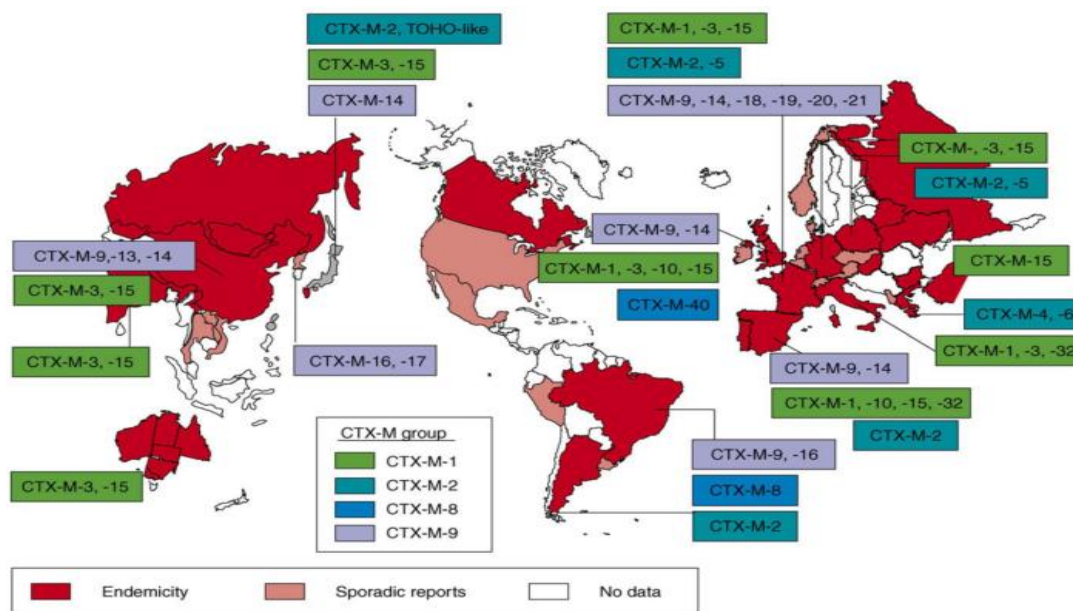 CTX-M-2, TOHO-like
CTX-M-3, -15
CTX-M-14
CTX-M-1, -3, -15
CTX-M-2, -5
CTX-M-9, -14, -18, -19, -20, -21
CTX-M-, -3, -15
CTX-M-2, -5
CTX-M-9,-13, -14
CTX-M-3, -15
CTX-M-3, -15
CTX-M-16, -17
CTX-M-9, -14
CTX-M-1, -3, -10, -15
CTX-M-40
CTX-M-15
CTX-M-4, -6
CTX-M-1, -3, -32
CTX-M-9, -14
CTX-M-1, -10, -15, -32
CTX-M-2
CTX-M-3, -15
CTX-M-9, -16
CTX-M-8
CTX-M-2
CTX-M group
CTX-M-1
CTX-M-2
CTX-M-8
CTX-M-9
Endemicity
Sporadic reports
No data